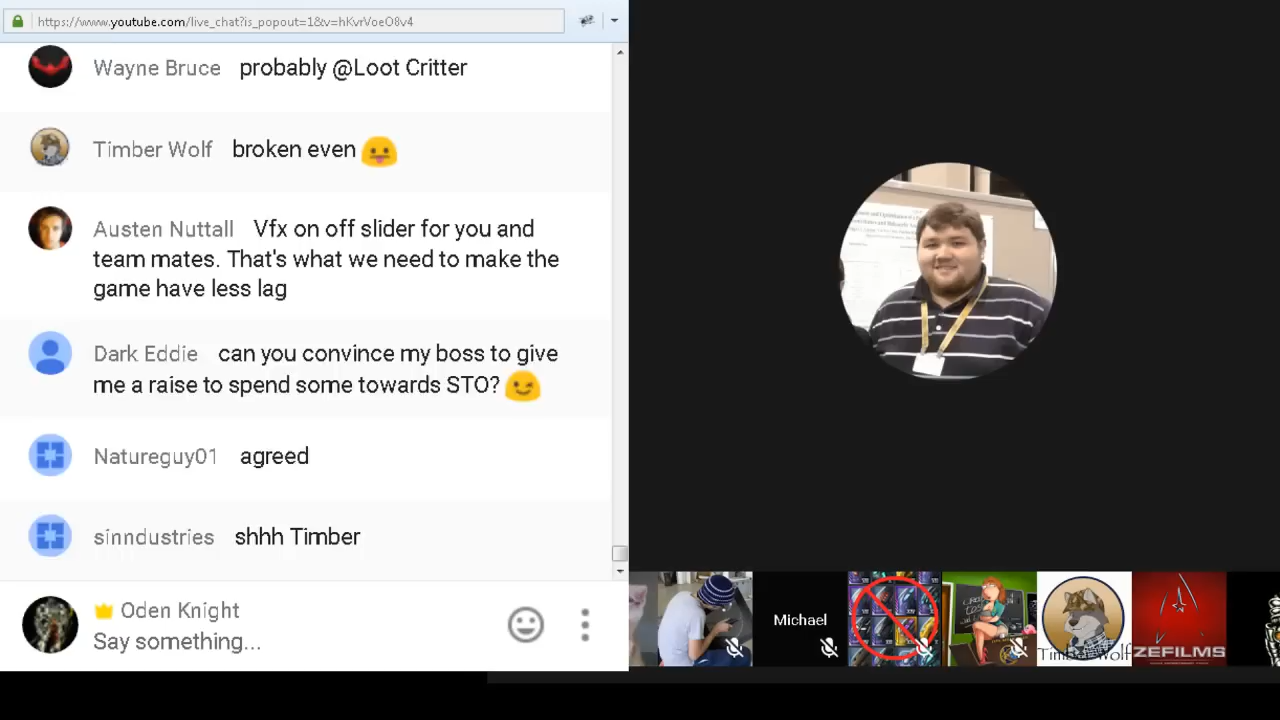 https://www.youtube.com/live_chat?is_popout=1&v=hKvrVoeO8v4
Wayne Bruce probably @Loot Critter
Timber Wolf broken even
Austen Nuttall Vfx on off slider for you and
team mates. That's what we need to make the
game have less lag
Dark Eddie can you convince my boss to give
me a raise to spend some towards STO?
Natureguy01 agreed
sinndustries shhh Timber
Oden Knight
Say something...
Michael
Timber Wolf
ZEFILMS